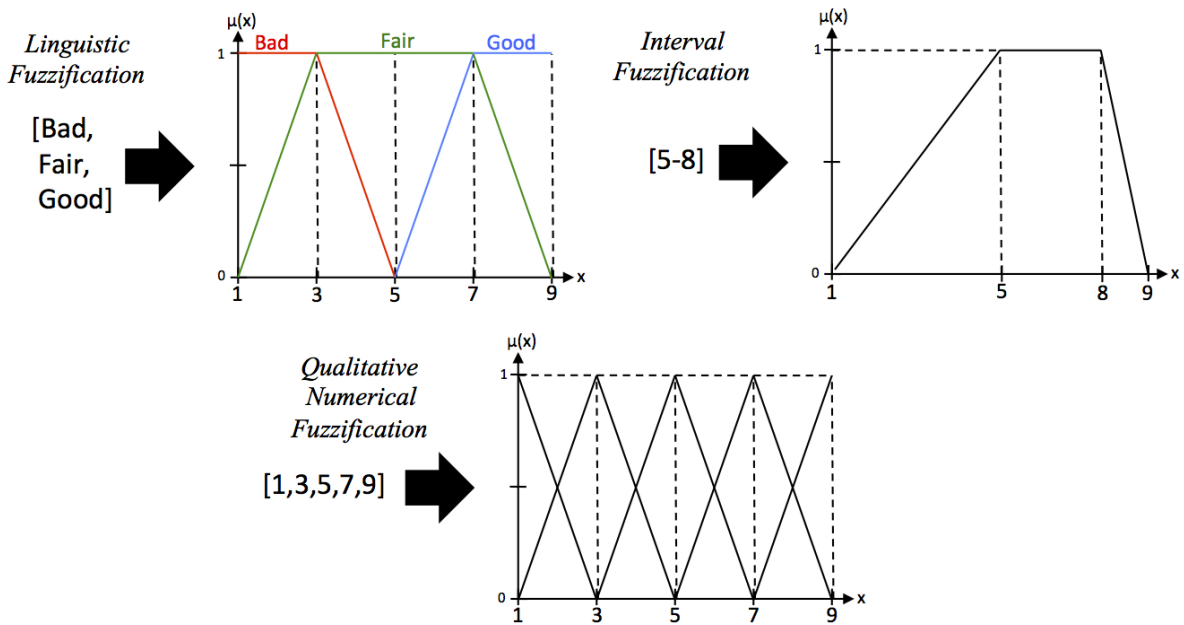 Linguistic
Fuzzification
[Bad,
Fair,
Good]
μ(x)
Bad Fair Good
1
0
1 3 5 7 9 x
Interval
Fuzzification
[5-8]
μ(x)
1
0
1 5 8 9 x
Qualitative
Numerical
Fuzzification
[1,3,5,7,9]
μ(x)
1
0
1 3 5 7 9 x